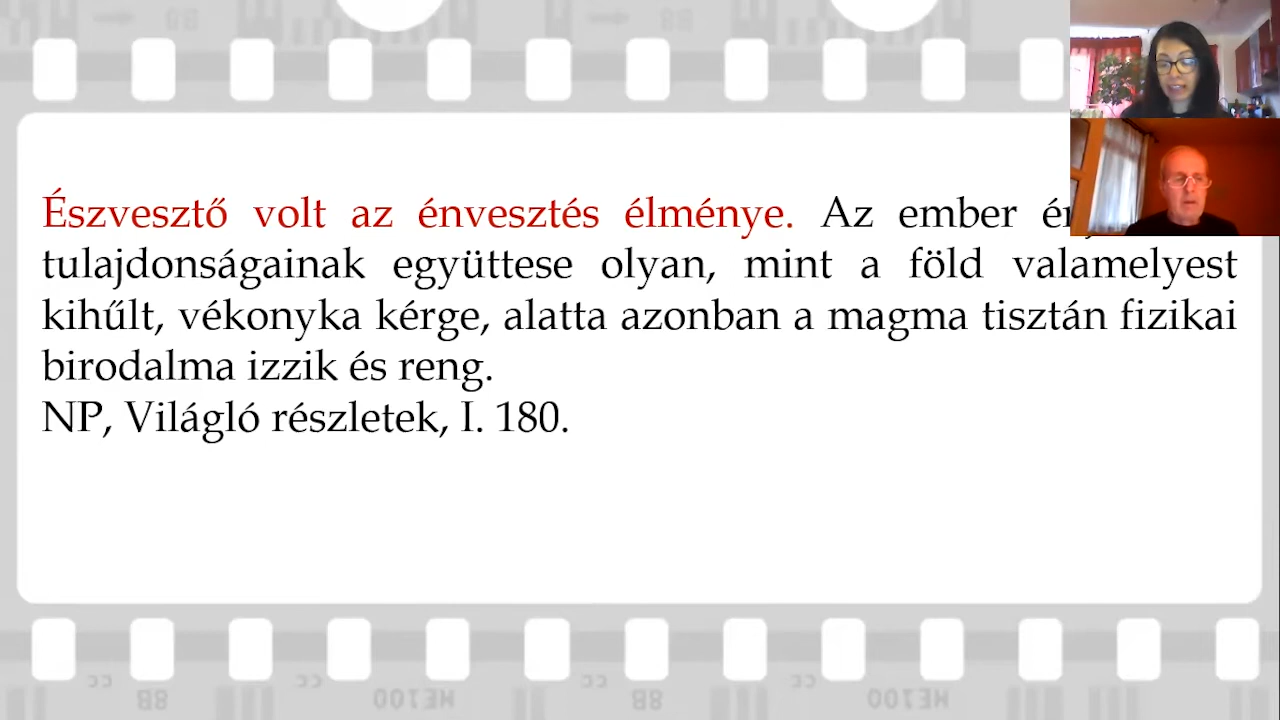 Észvesztő volt az énvesztés élménye. Az ember
tulajdonságainak együttese olyan, mint a föld valamelyest
kihűlt, vékonyka kérge, alatta azonban a magma tisztán fizikai
birodalma izzik és reng.
NP, Világló részletek, I. 180.